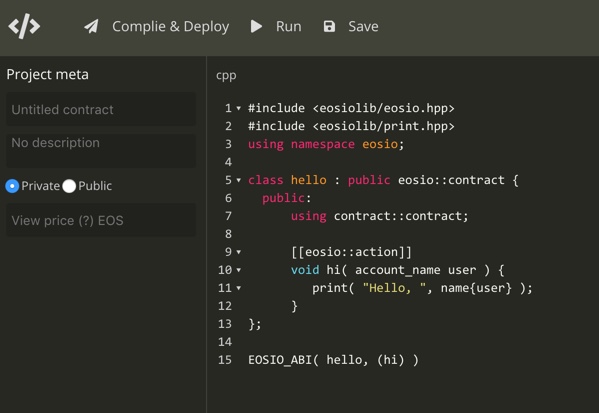 </> Complie & Deploy Run Save
Project meta
Untitled contract
No description
Private Public
View price (?) EOS
cpp
1 #include <eosiolib/eosio.hpp>
2 #include <eosiolib/print.hpp>
3 using namespace eosio;
4
5 class hello : public eosio::contract {
6   public:
7       using contract::contract;
8
9       [[eosio::action]]
10       void hi( account_name user ) {
11          print( "Hello, ", name{user} );
12       }
13 };
14
15 EOSIO_ABI( hello, (hi) )